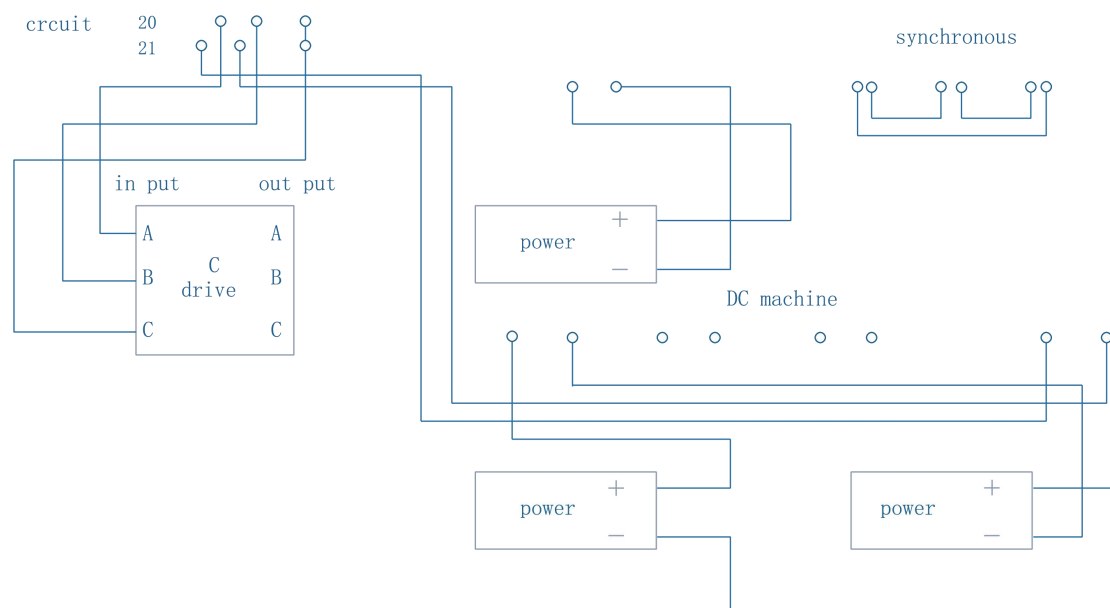 crcuit 20
21
synchronous
in put out put
A A
C
B B
drive
C C
+
power
−
DC machine
+ +
power power
− −